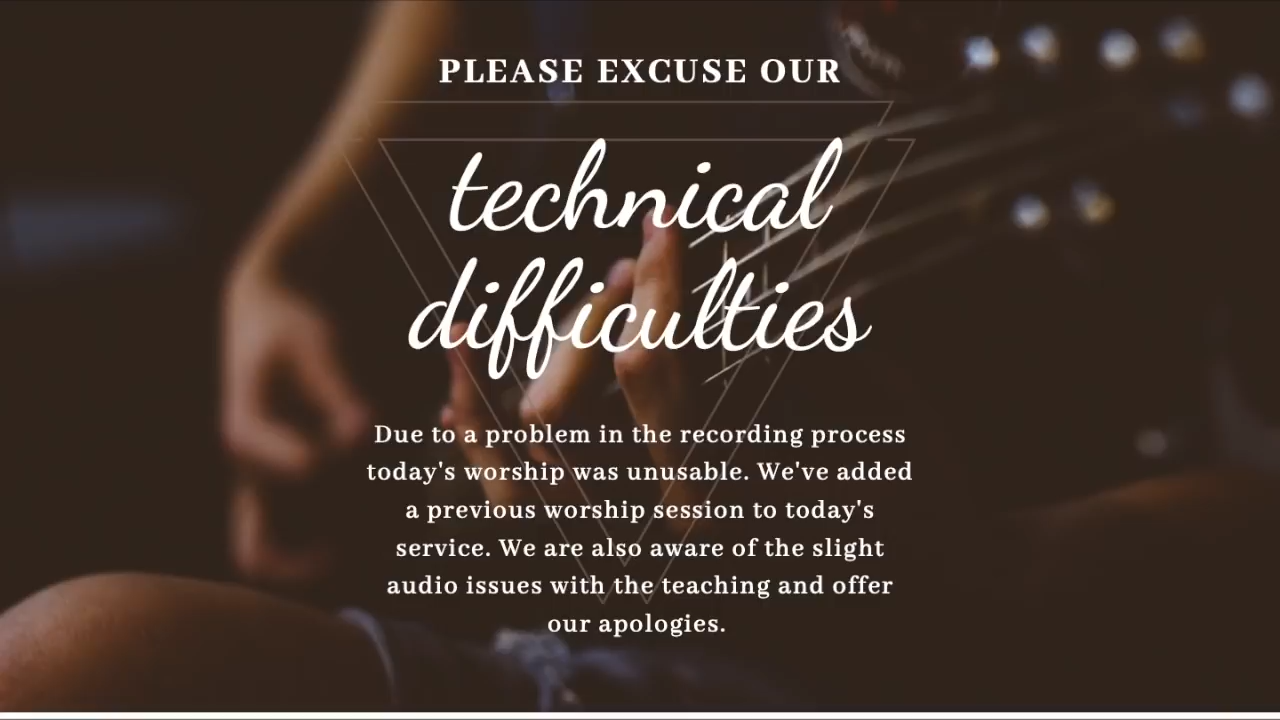 PLEASE EXCUSE OUR
technical
difficulties
Due to a problem in the recording process
today's worship was unusable. We've added
a previous worship session to today's
service. We are also aware of the slight
audio issues with the teaching and offer
our apologies.